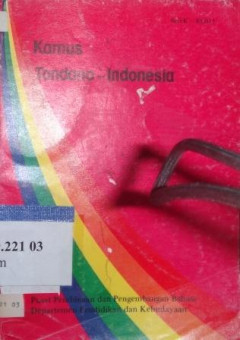 Kamus
Tondano - Indonesia
.221 03
m
Pusat Pembinaan dan Pengembangan Bahasa
Departemen Pendidikan dan Kebudayaan